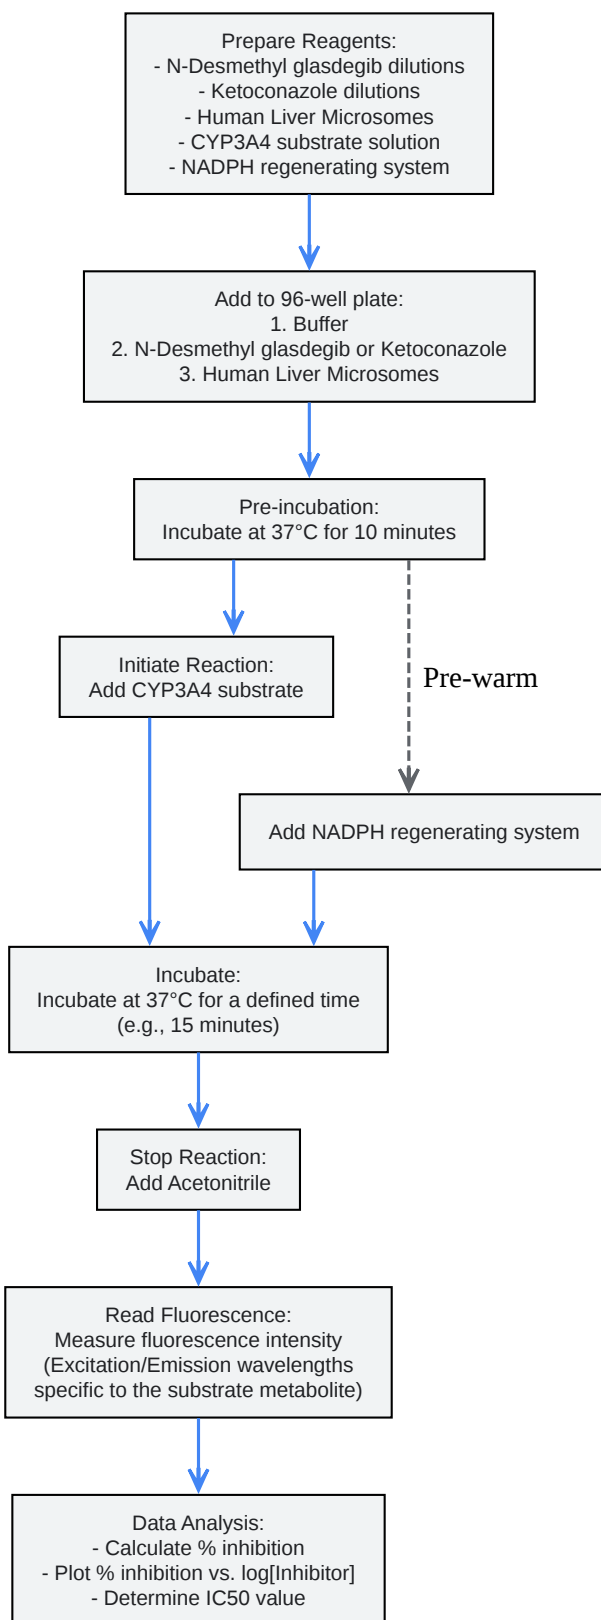 Prepare Reagents:
- N-Desmethyl glasdegib dilutions
- Ketoconazole dilutions
- Human Liver Microsomes
- CYP3A4 substrate solution
- NADPH regenerating system
Add to 96-well plate:
1. Buffer
2. N-Desmethyl glasdegib or Ketoconazole
3. Human Liver Microsomes
Pre-incubation:
Incubate at 37°C for 10 minutes
Initiate Reaction:
Add CYP3A4 substrate
Pre-warm
Add NADPH regenerating system
Incubate:
Incubate at 37°C for a defined time
(e.g., 15 minutes)
Stop Reaction:
Add Acetonitrile
Read Fluorescence:
Measure fluorescence intensity
(Excitation/Emission wavelengths
specific to the substrate metabolite)
Data Analysis:
- Calculate % inhibition
- Plot % inhibition vs. log[Inhibitor]
- Determine IC50 value